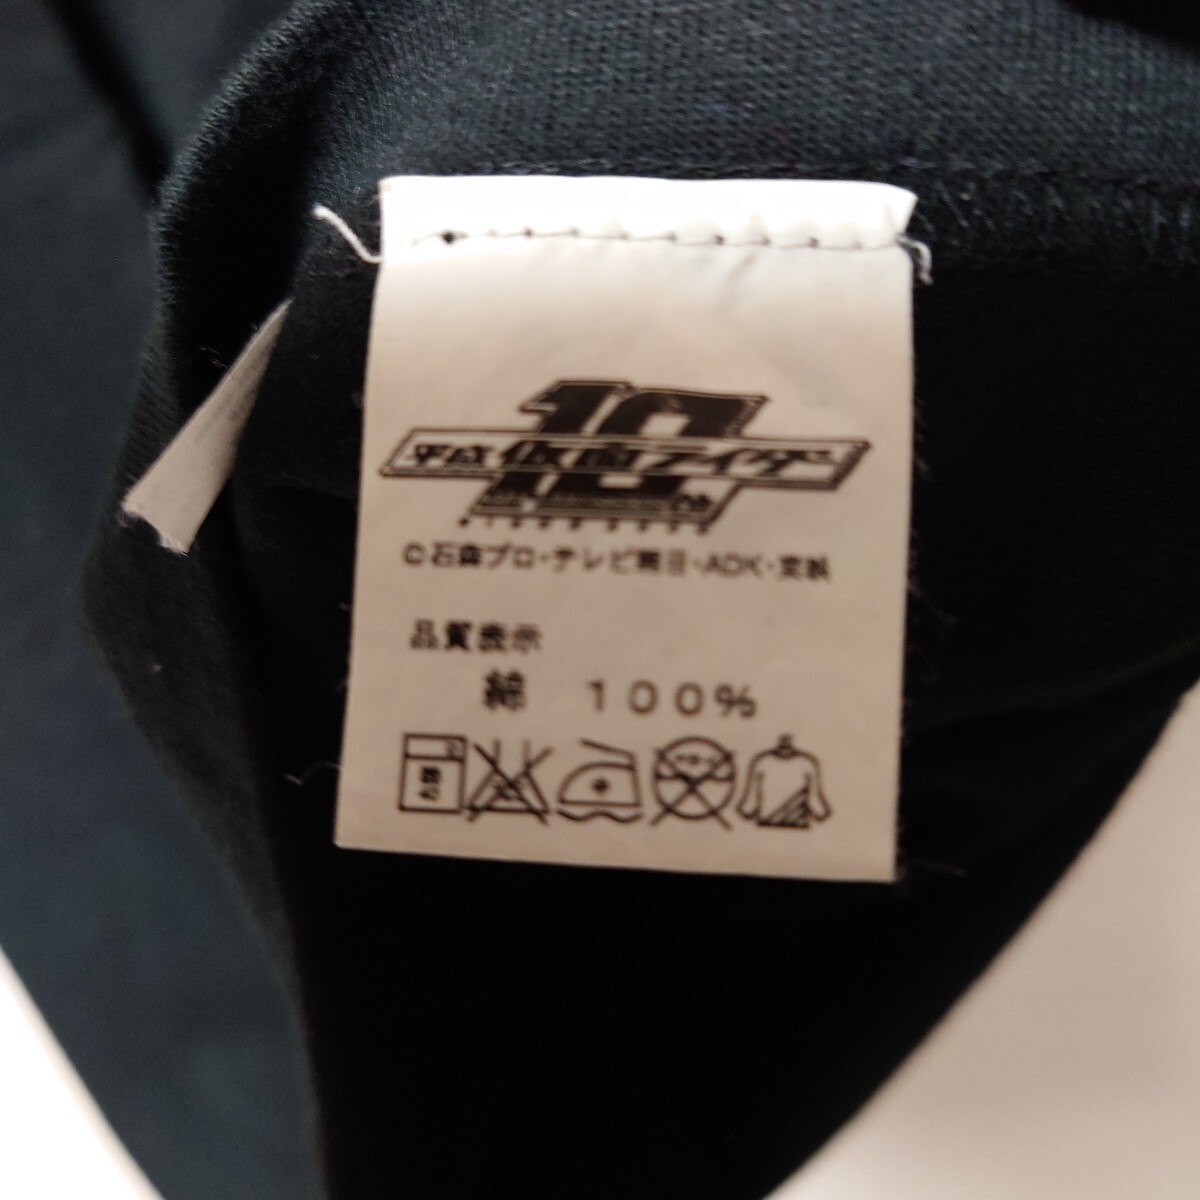 10
平成仮面ライダー
©石森プロ・テレビ朝日・ADK・東映
品質表示
綿 100%